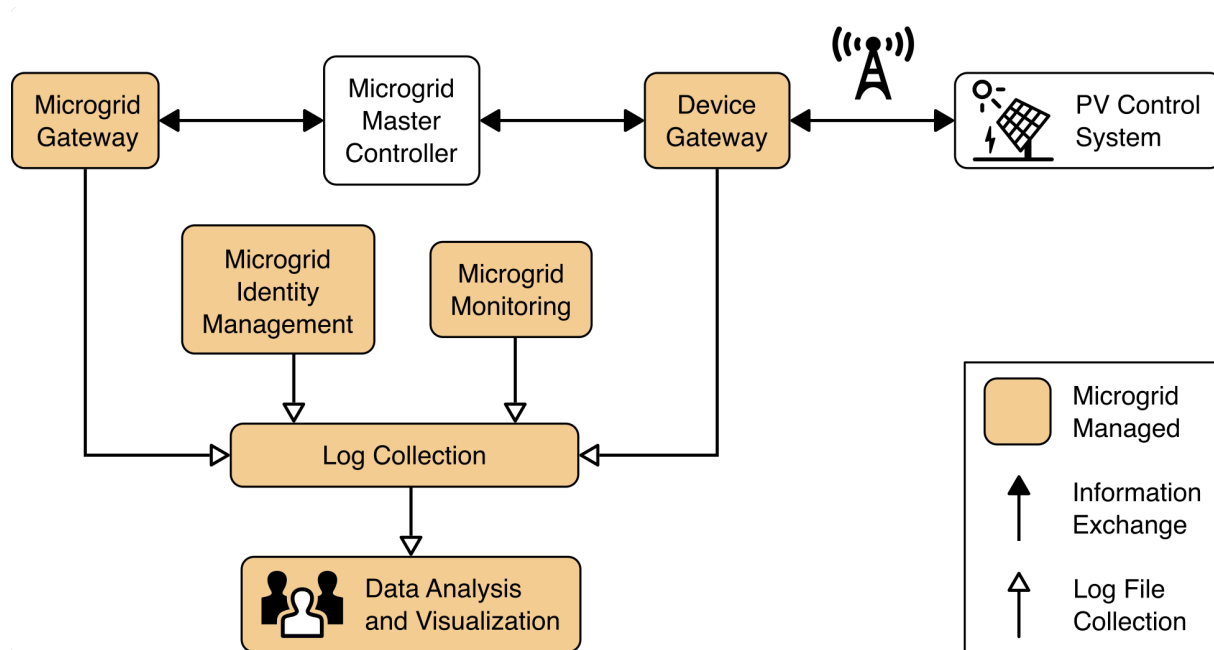 Microgrid
Gateway
Microgrid
Master
Controller
Device
Gateway
PV Control
System
Microgrid
Identity
Management
Microgrid
Monitoring
Log Collection
Data Analysis
and Visualization
Microgrid
Managed
Information
Exchange
Log File
Collection